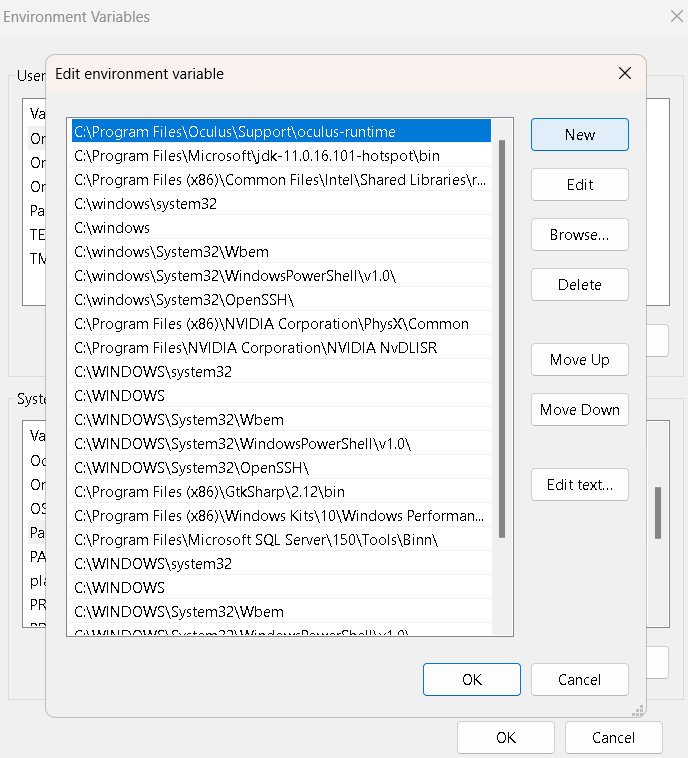 Environment Variables
Edit environment variable
User
Va
On
On
On
Pa
TE
TM
C:\Program Files\Oculus\Support\oculus-runtime
C:\Program Files\Microsoft\jdk-11.0.16.101-hotspot\bin
C:\Program Files (x86)\Common Files\Intel\Shared Libraries\r...
C:\windows\system32
C:\windows
C:\windows\System32\Wbem
C:\windows\System32\WindowsPowerShell\v1.0\
C:\windows\System32\OpenSSH\
C:\Program Files (x86)\NVIDIA Corporation\PhysX\Common
C:\Program Files\NVIDIA Corporation\NVIDIA NvDLISR
C:\WINDOWS\system32
C:\WINDOWS
C:\WINDOWS\System32\Wbem
C:\WINDOWS\System32\WindowsPowerShell\v1.0\
C:\WINDOWS\System32\OpenSSH\
C:\Program Files (x86)\GtkSharp\2.12\bin
C:\Program Files (x86)\Windows Kits\10\Windows Performan...
C:\Program Files\Microsoft SQL Server\150\Tools\Binn\
C:\WINDOWS\system32
C:\WINDOWS
C:\WINDOWS\System32\Wbem
C:\WINDOWS\System32\WindowsPowerShell\v1.0\
New
Edit
Browse...
Delete
Move Up
Move Down
Edit text...
Syste
Va
Oc
On
OS
Pa
PA
pla
PR
OK
Cancel
OK
Cancel